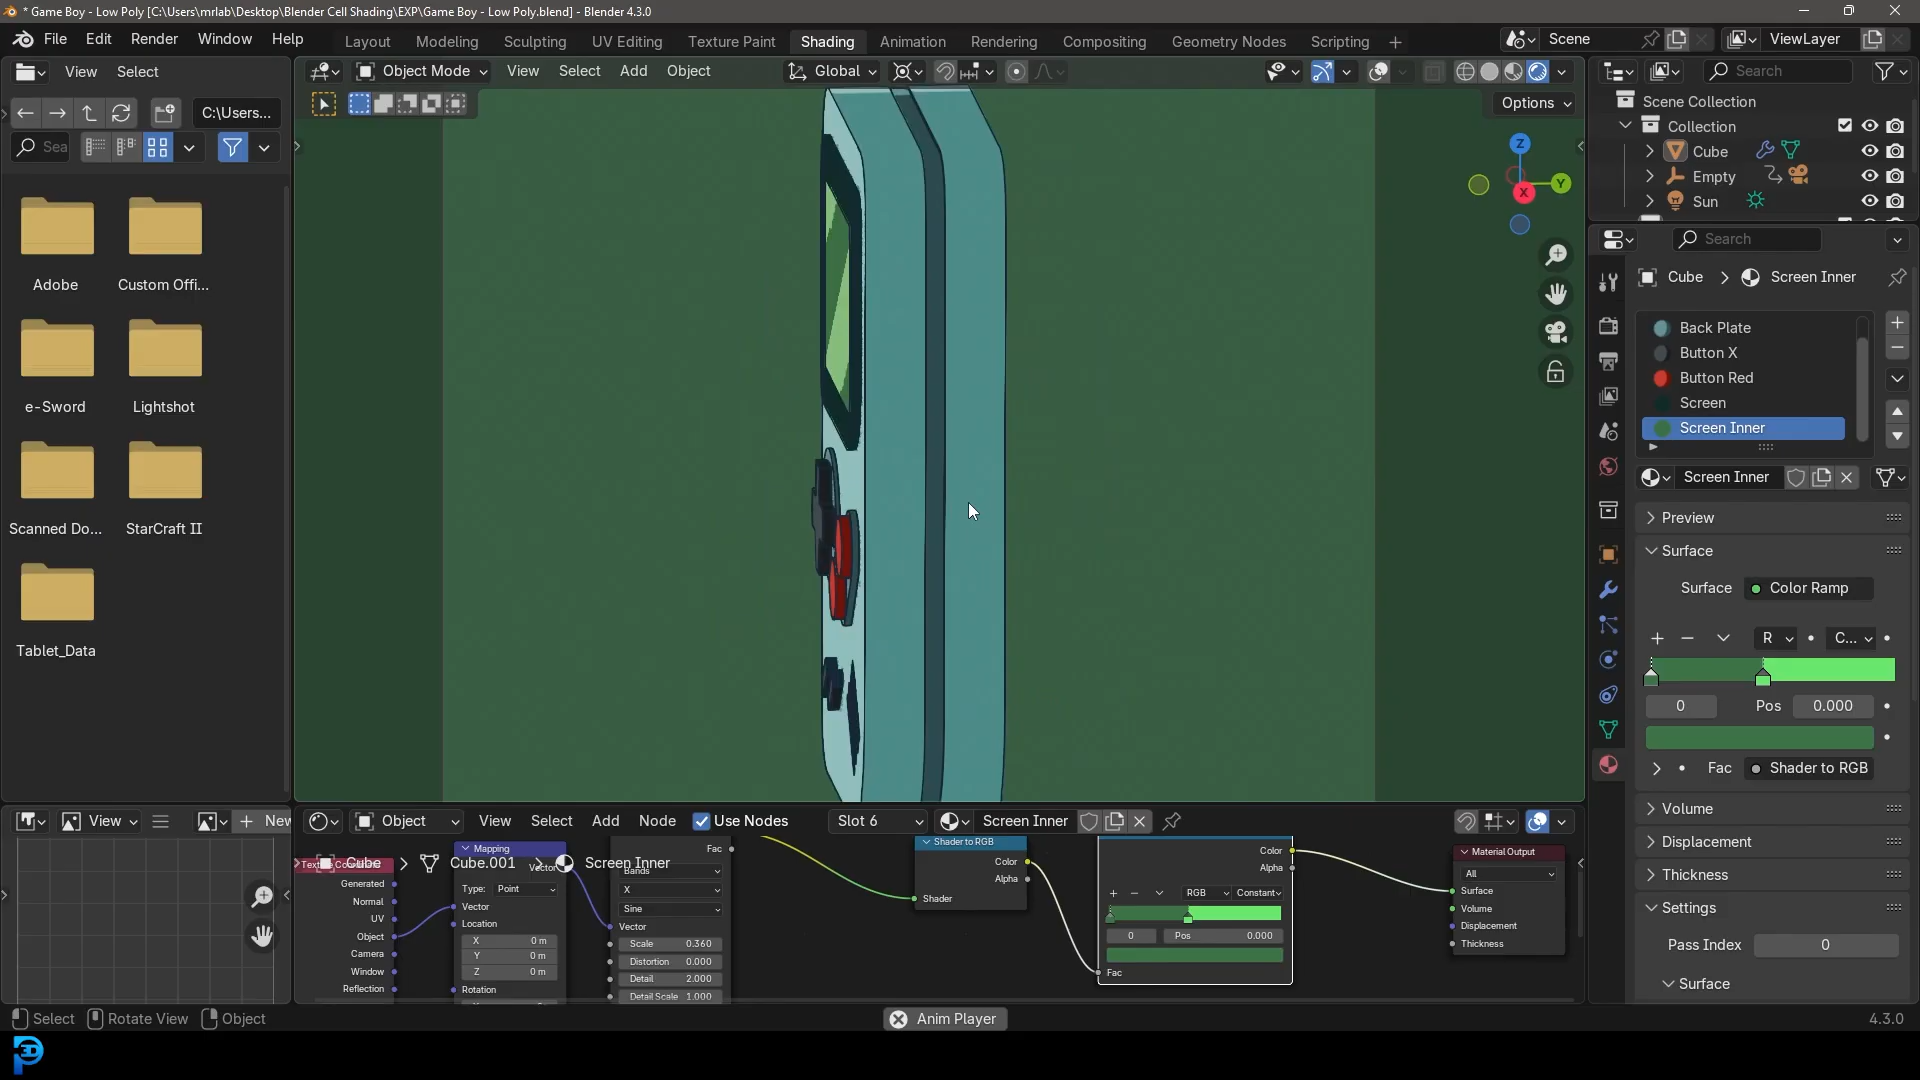 * Game Boy - Low Poly [C:\Users\mrlab\Desktop\Blender Cell Shading\EXP\Game Boy - Low Poly.blend] - Blender 4.3.0
File Edit Render Window Help Layout Modeling Sculpting UV Editing Texture Paint Shading Animation Rendering Compositing Geometry Nodes Scripting + Scene ViewLayer
View Select Object Mode View Select Add Object Global Search
C:\Users... Options Scene Collection
Sea Collection
Cube
Empty
Sun
Z
Y
X
Adobe Custom Offi...
e-Sword Lightshot
Scanned Do... StarCraft II
Tablet_Data
Search
Cube > Screen Inner
Back Plate
Button X
Button Red
Screen
Screen Inner
Screen Inner
Preview
Surface
Surface Color Ramp
R C...
0 Pos 0.000
Fac Shader to RGB
Volume
Displacement
Thickness
Settings
Pass Index 0
Surface
View New Object View Select Add Node Use Nodes Slot 6 Screen Inner
Cube > Cube.001 > Screen Inner
Generated
Normal
UV
Object
Camera
Window
Reflection
Mapping
Vector
Type: Point
Vector
Location
X 0 m
Y 0 m
Z 0 m
Rotation
Fac
Bands
X
Sine
Vector
Scale 0.360
Distortion 0.000
Detail 2.000
Detail Scale 1.000
Shader to RGB
Color
Alpha
Shader
Color
Alpha
RGB Constant
0 Pos 0.000
Fac
Material Output
All
Surface
Volume
Displacement
Thickness
Select Rotate View Object Anim Player 4.3.0